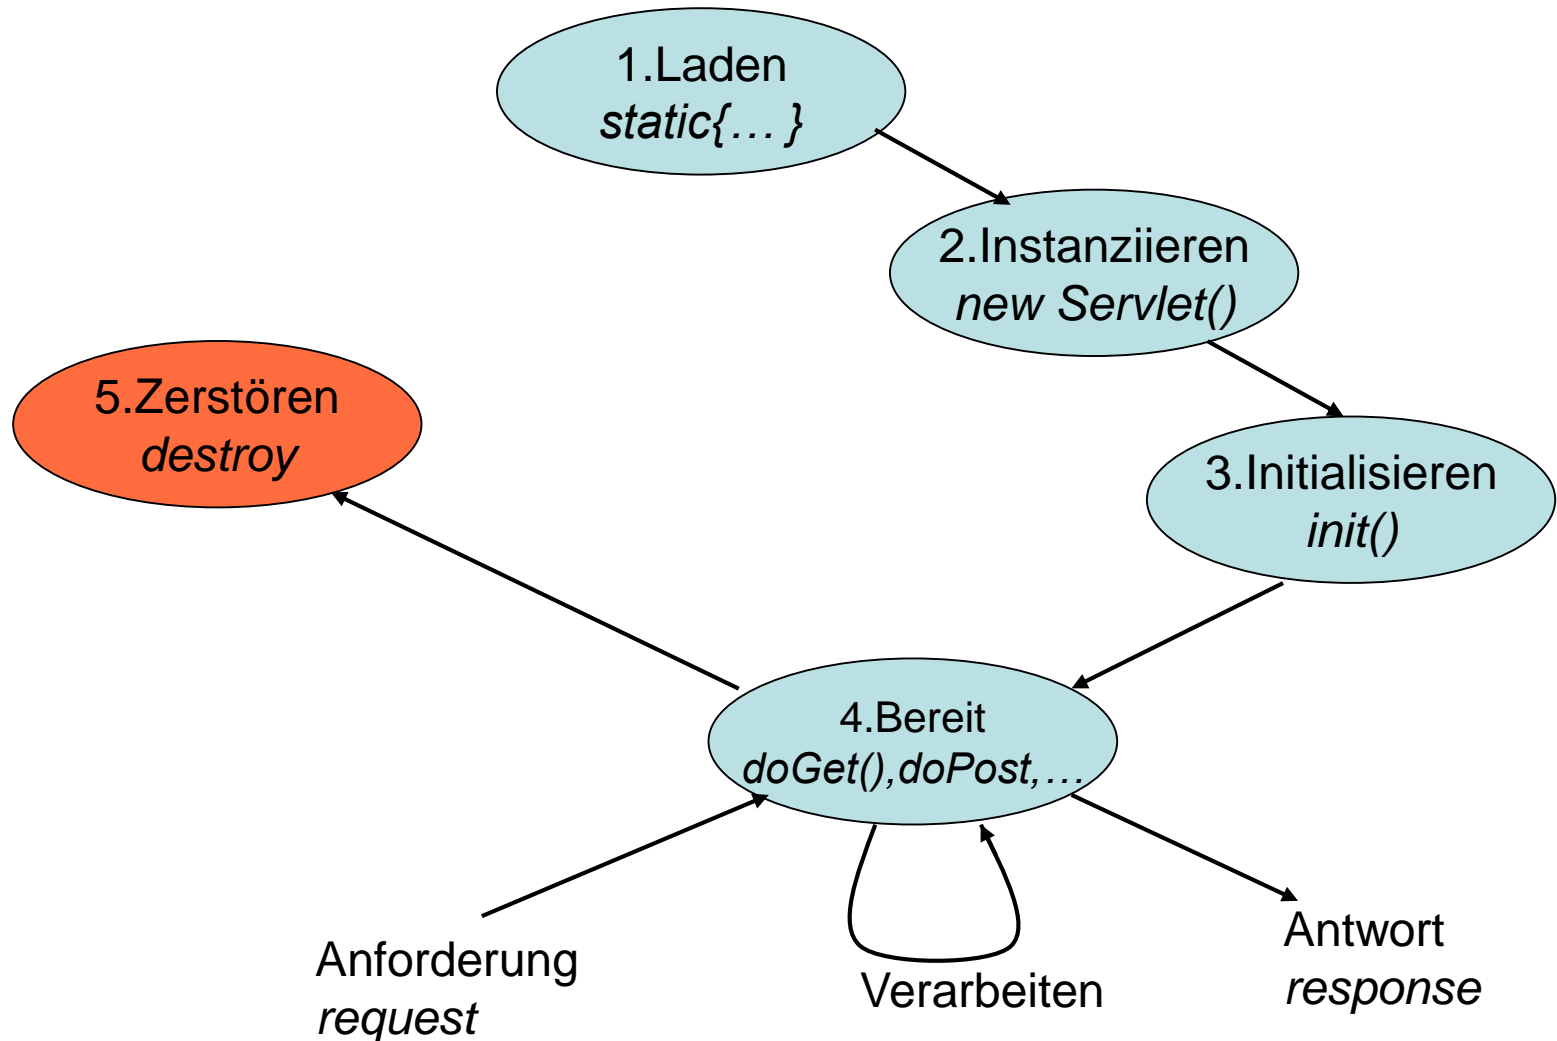 1.Laden
static{… }
2.Instanziieren
new Servlet()
5.Zerstören
destroy
3.Initialisieren
init()
4.Bereit
doGet(),doPost,…
Anforderung
request
Verarbeiten
Antwort
response